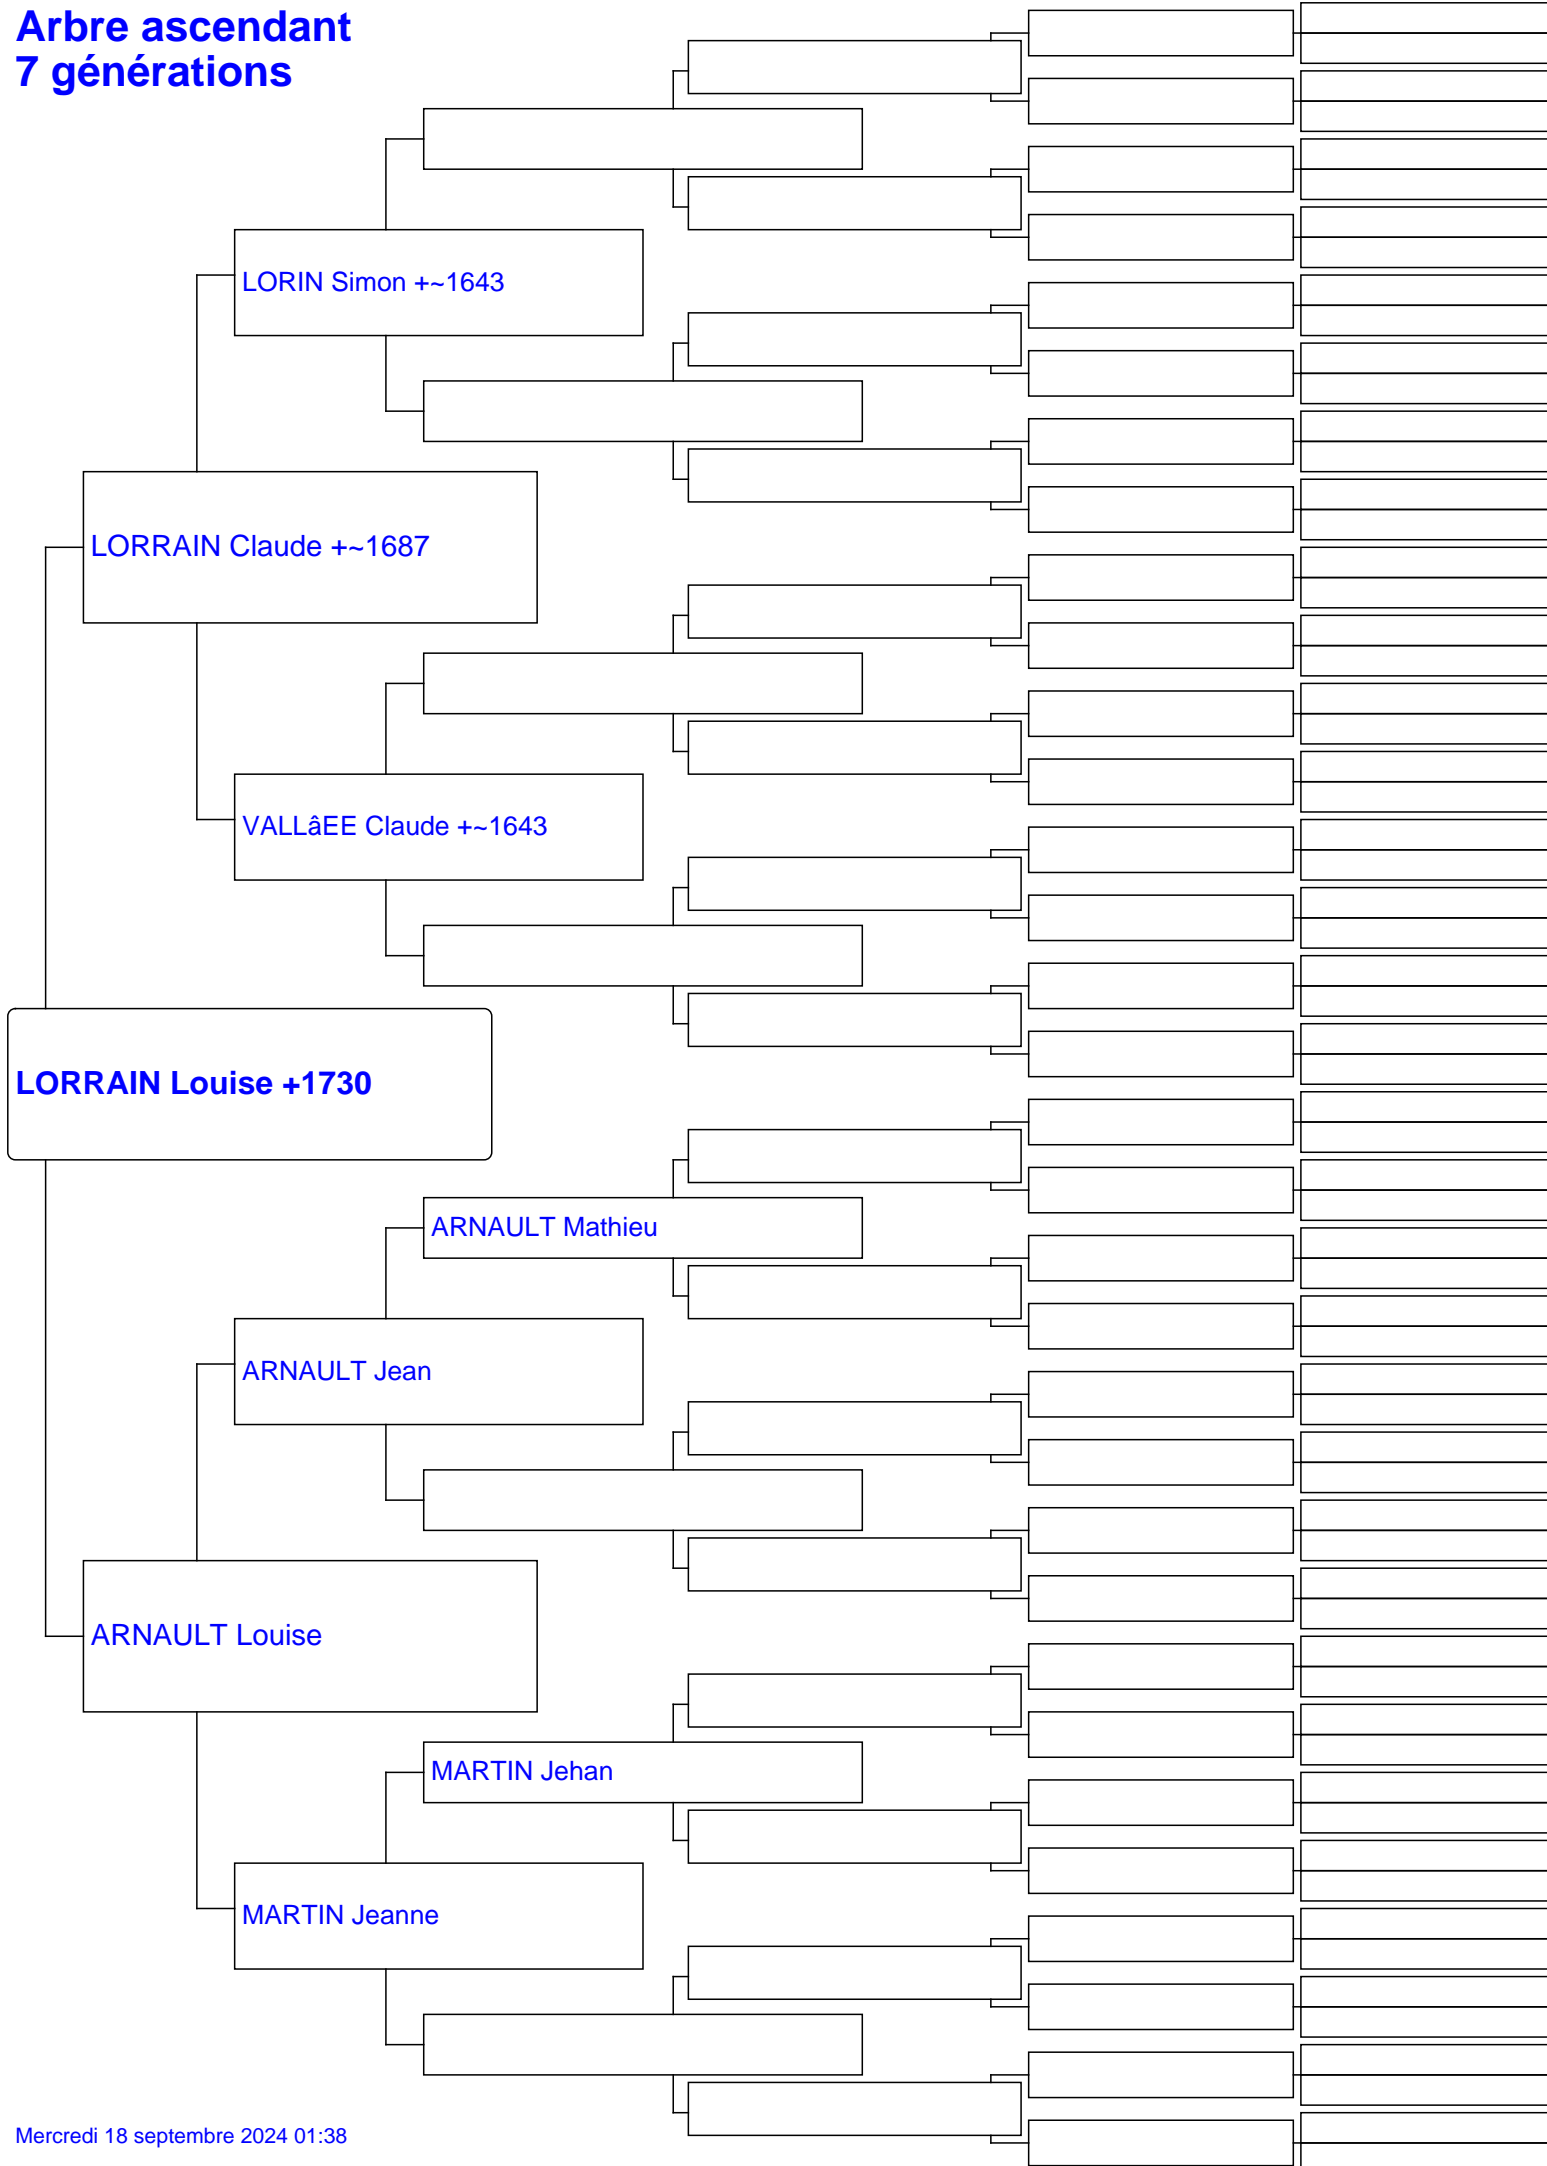 Arbre ascendant
7 générations
LORIN Simon +~1643
LORRAIN Claude +~1687
VALLâEE Claude +~1643
LORRAIN Louise +1730
ARNAULT Mathieu
ARNAULT Jean
ARNAULT Louise
MARTIN Jehan
MARTIN Jeanne
Mercredi 18 septembre 2024 01:38